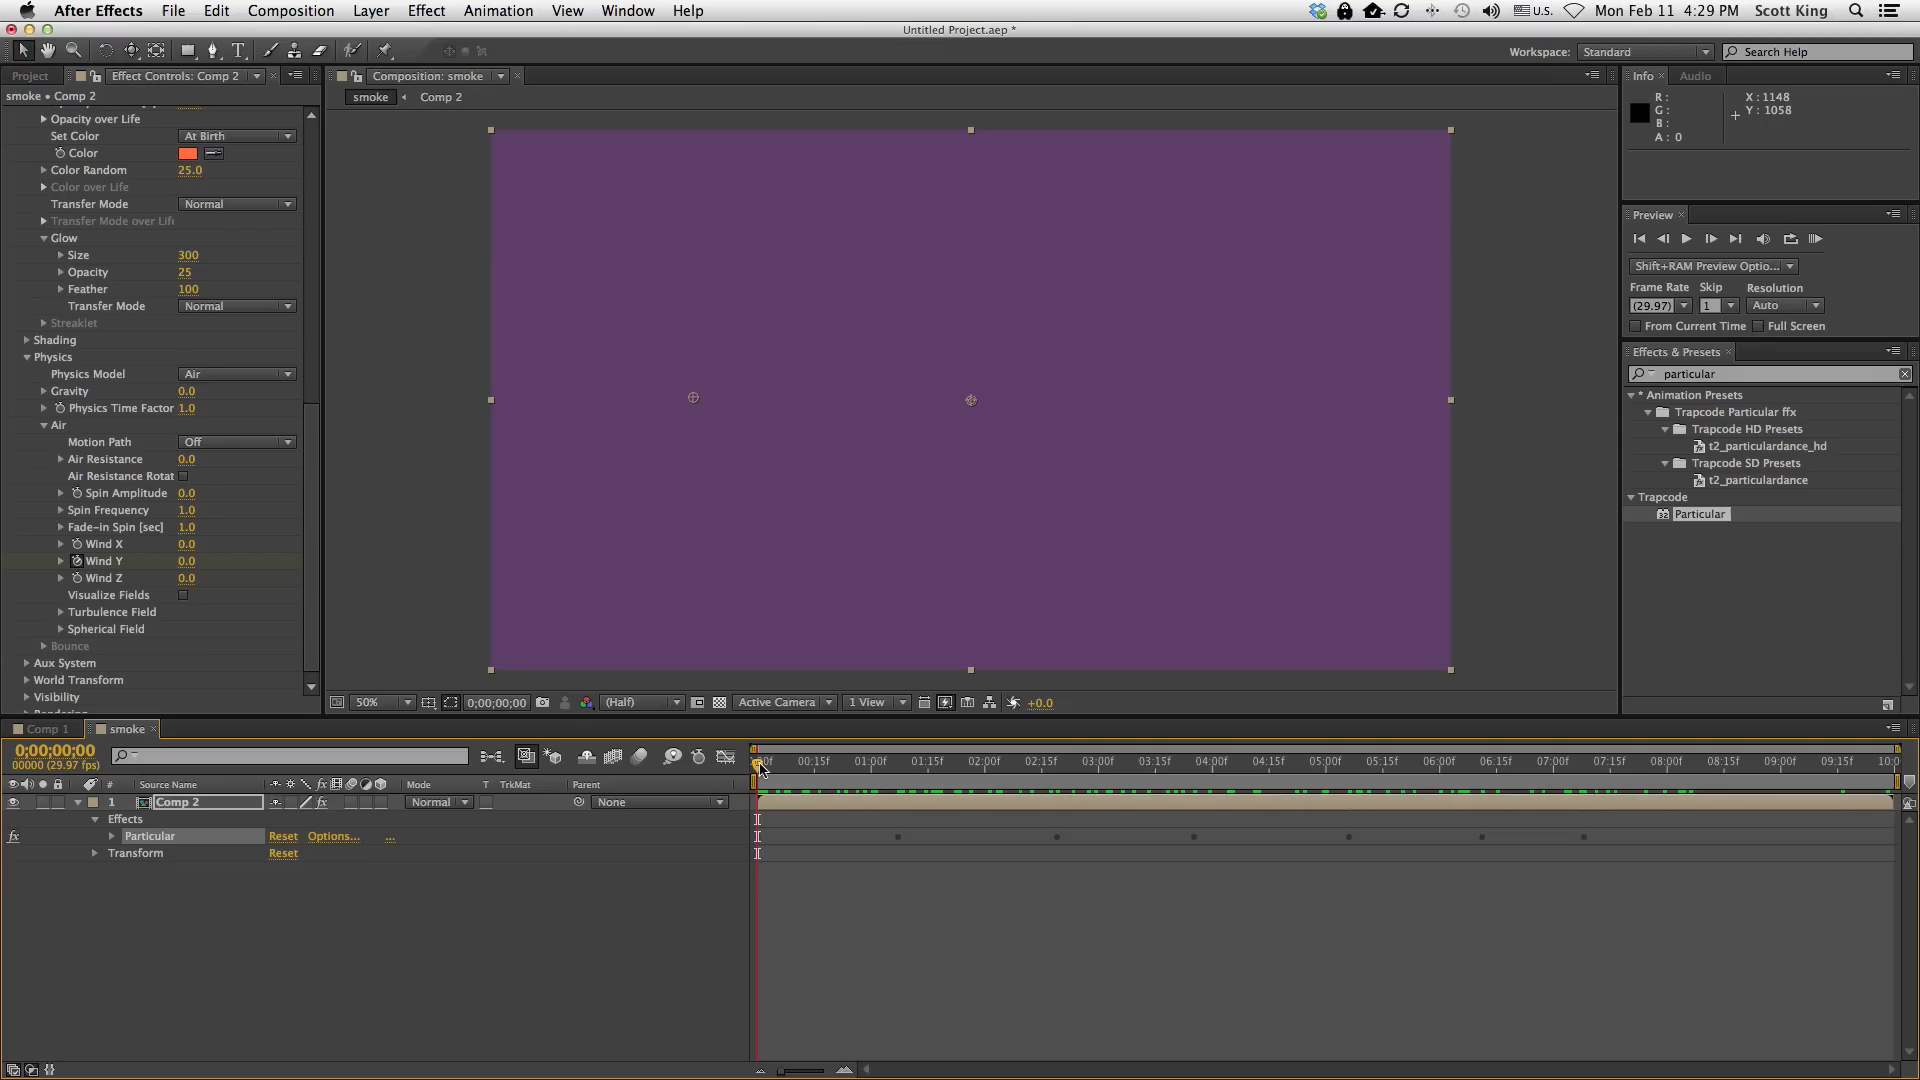 After Effects File Edit Composition Layer Effect Animation View Window Help U.S. Mon Feb 11 4:29 PM Scott King
Untitled Project.aep *
Workspace: Standard Search Help
Project Effect Controls: Comp 2 Composition: smoke Info Audio
smoke • Comp 2
smoke Comp 2
Opacity over Life
Set Color At Birth
Color
Color Random 25.0
Color over Life
Transfer Mode Normal
Transfer Mode over Life
Glow
Size 300
Opacity 25
Feather 100
Transfer Mode Normal
Streaklet
Shading
Physics
Physics Model Air
Gravity 0.0
Physics Time Factor 1.0
Air
Motion Path Off
Air Resistance 0.0
Air Resistance Rotat
Spin Amplitude 0.0
Spin Frequency 1.0
Fade-in Spin [sec] 1.0
Wind X 0.0
Wind Y 0.0
Wind Z 0.0
Visualize Fields
Turbulence Field
Spherical Field
Bounce
Aux System
World Transform
Visibility
50% 0;00;00;00 (Half) Active Camera 1 View +0.0
R :
G :
B :
A : 0
X : 1148
Y : 1058
Preview
Shift+RAM Preview Optio...
Frame Rate Skip Resolution
(29.97) 1 Auto
From Current Time Full Screen
Effects & Presets
particular
* Animation Presets
Trapcode Particular ffx
Trapcode HD Presets
t2_particulardance_hd
Trapcode SD Presets
t2_particulardance
Trapcode
32 Particular
Comp 1 smoke
0;00;00;00
00000 (29.97 fps)
00:15f 01:00f 01:15f 02:00f 02:15f 03:00f 03:15f 04:00f 04:15f 05:00f 05:15f 06:00f 06:15f 07:00f 07:15f 08:00f 08:15f 09:00f 09:15f 10:0
# Source Name fx Mode T TrkMat Parent
1 Comp 2 fx Normal None
Effects
fx Particular Reset Options... ...
Transform Reset